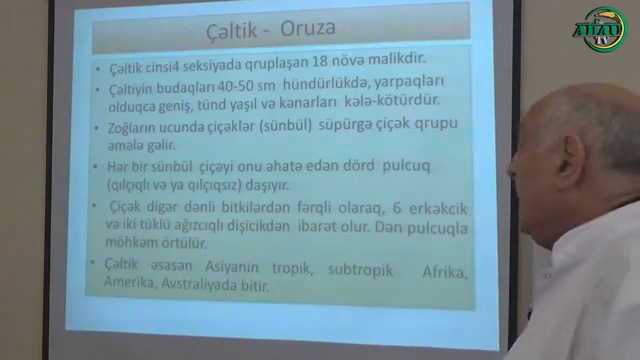 ADAU
TV
Çəltik - Oruza
• Çəltik cinsi4 seksiyada qruplaşan 18 növə malikdir.
• Çəltiyin budaqları 40-50 sm hündürlükdə, yarpaqları
olduqca geniş, tünd yaşıl və kənarları kələ-kötürdür.
• Zoğların ucunda çiçəklər (sünbül) süpürgə çiçək qrupu
əmələ gəlir.
• Hər bir sünbül çiçəyi onu əhatə edən dörd pulcuq
(qılçıqlı və ya qılçıqsız) daşıyır.
• Çiçək digər dənli bitkilərdən fərqli olaraq, 6 erkəkcik
və iki tüklü ağızcıqlı dişicikdən ibarət olur. Dən pulcuqla
möhkəm örtülür.
• Çəltik əsasən Asiyanın tropik, subtropik Afrika,
Amerika, Avstraliyada bitir.